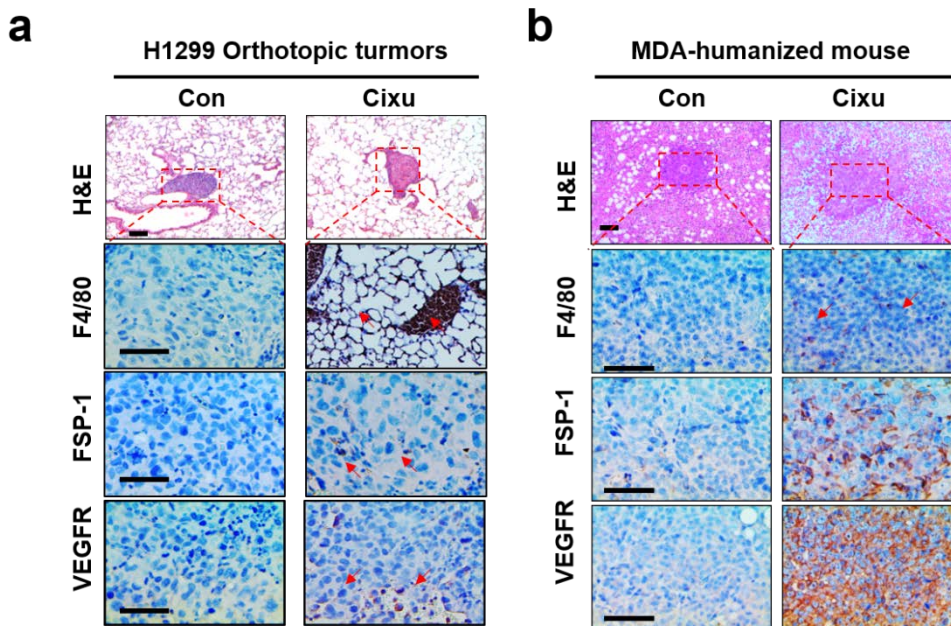 a
H1299 Orthotopic turmors
Con Cixu
H&E
F4/80
FSP-1
VEGFR
b
MDA-humanized mouse
Con Cixu
H&E
F4/80
FSP-1
VEGFR